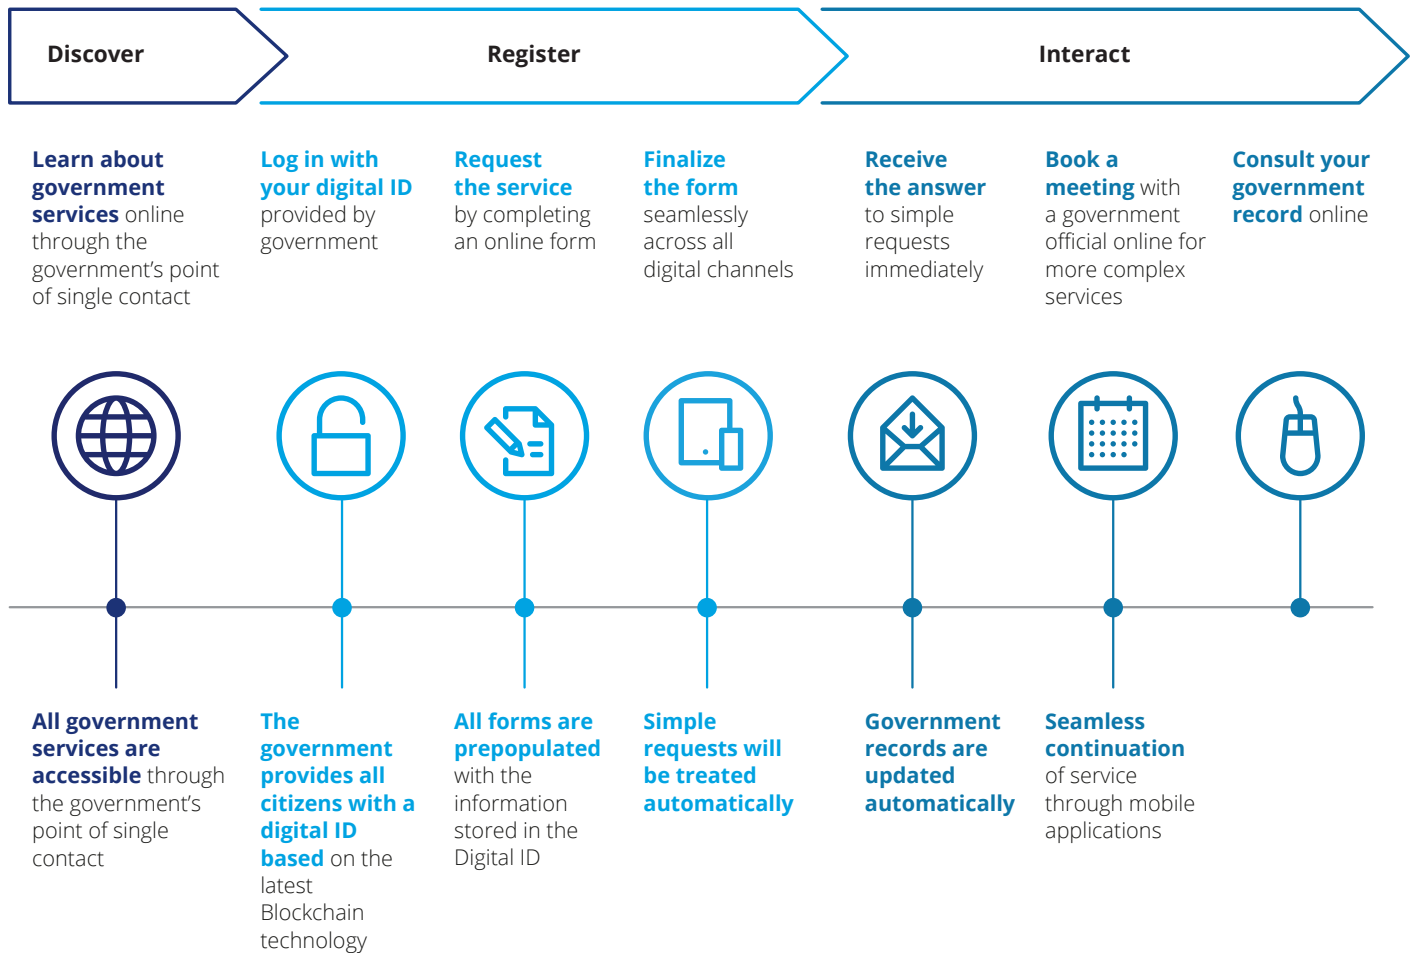 Discover
Register
Interact
Learn about
government
services online
through the
government's point
of single contact
Log in with
your digital ID
provided by
government
Request
the service
by completing
an online form
Finalize
the form
seamlessly
across all
digital channels
Receive
the answer
to simple
requests
immediately
Book a
meeting with
a government
official online for
more complex
services
Consult your
government
record online
All government
services are
accessible through
the government's
point of single
contact
The
government
provides all
citizens with a
digital ID
based on the
latest
Blockchain
technology
All forms are
prepopulated
with the
information
stored in the
Digital ID
Simple
requests will
be treated
automatically
Government
records are
updated
automatically
Seamless
continuation
of service
through mobile
applications